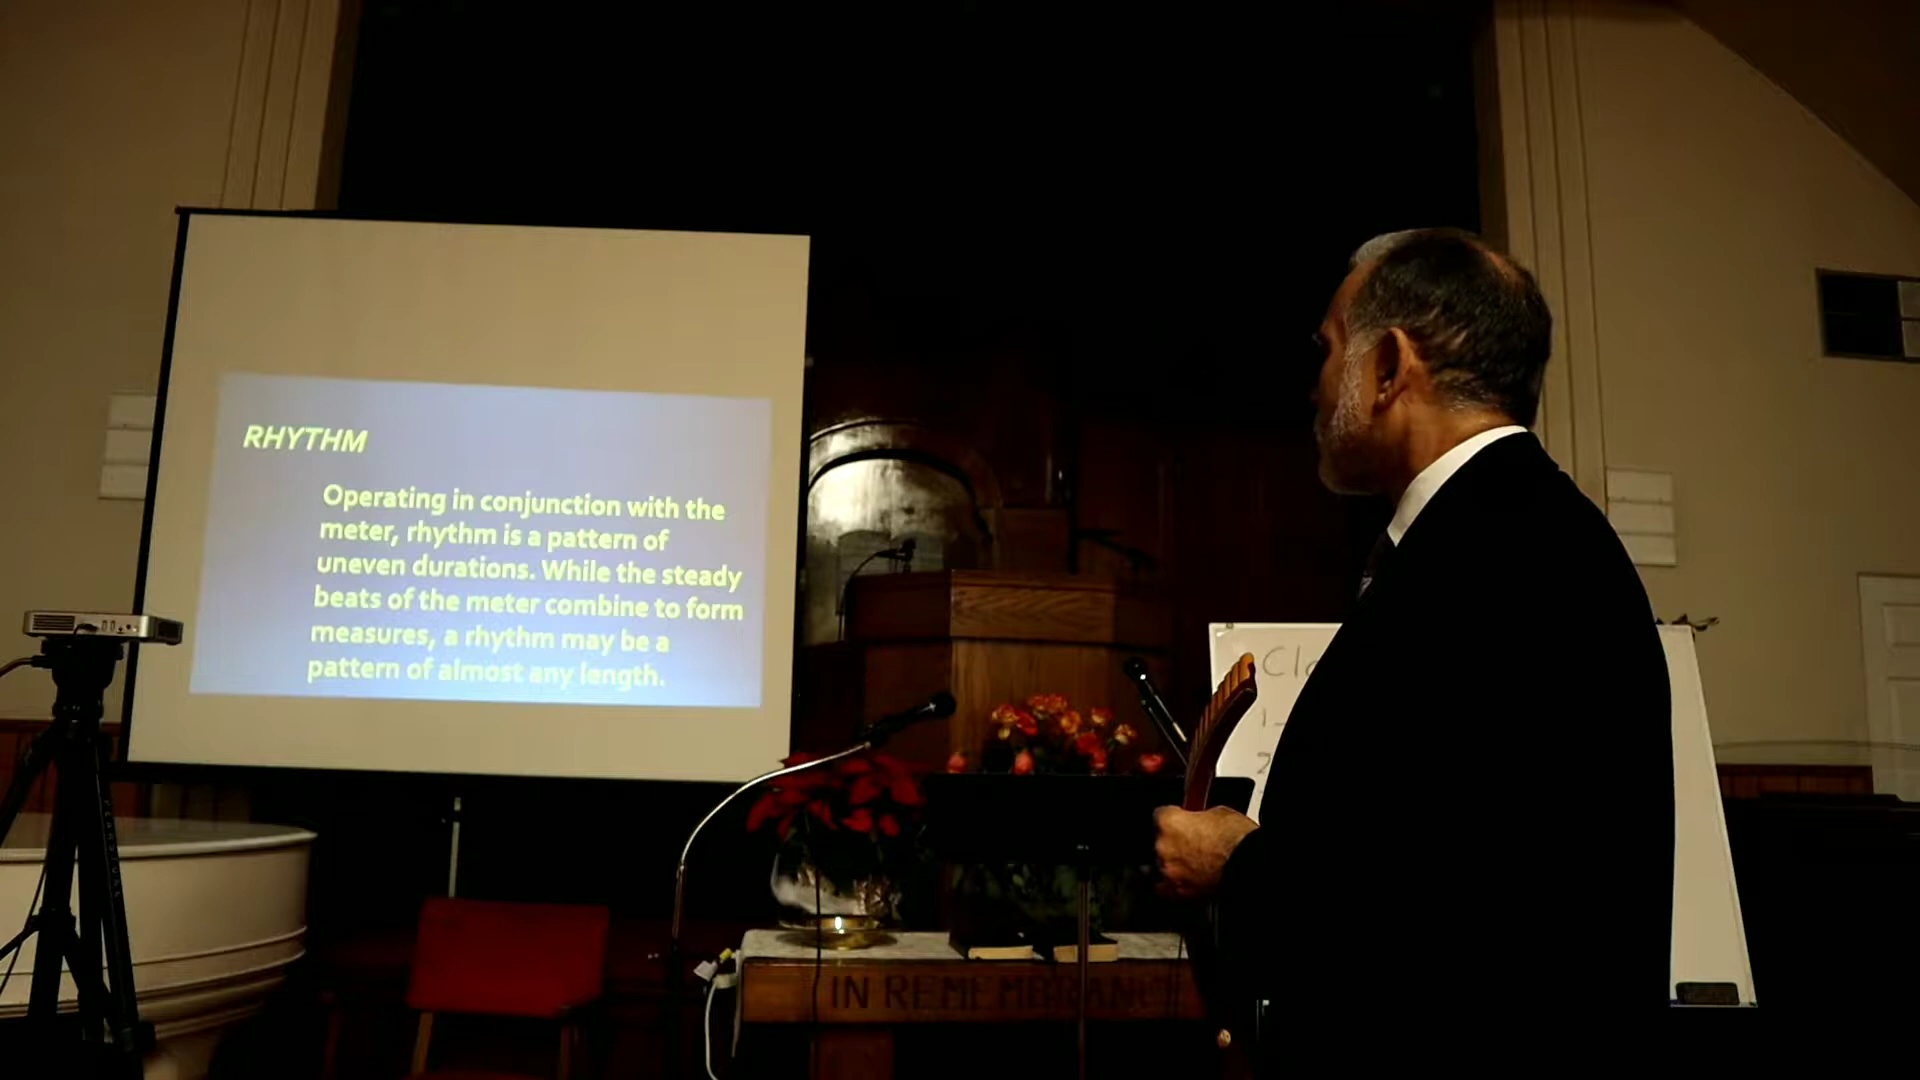 RHYTHM
Operating in conjunction with the
meter, rhythm is a pattern of
uneven durations. While the steady
beats of the meter combine to form
measures, a rhythm may be a
pattern of almost any length.
IN REMEMBRANCE